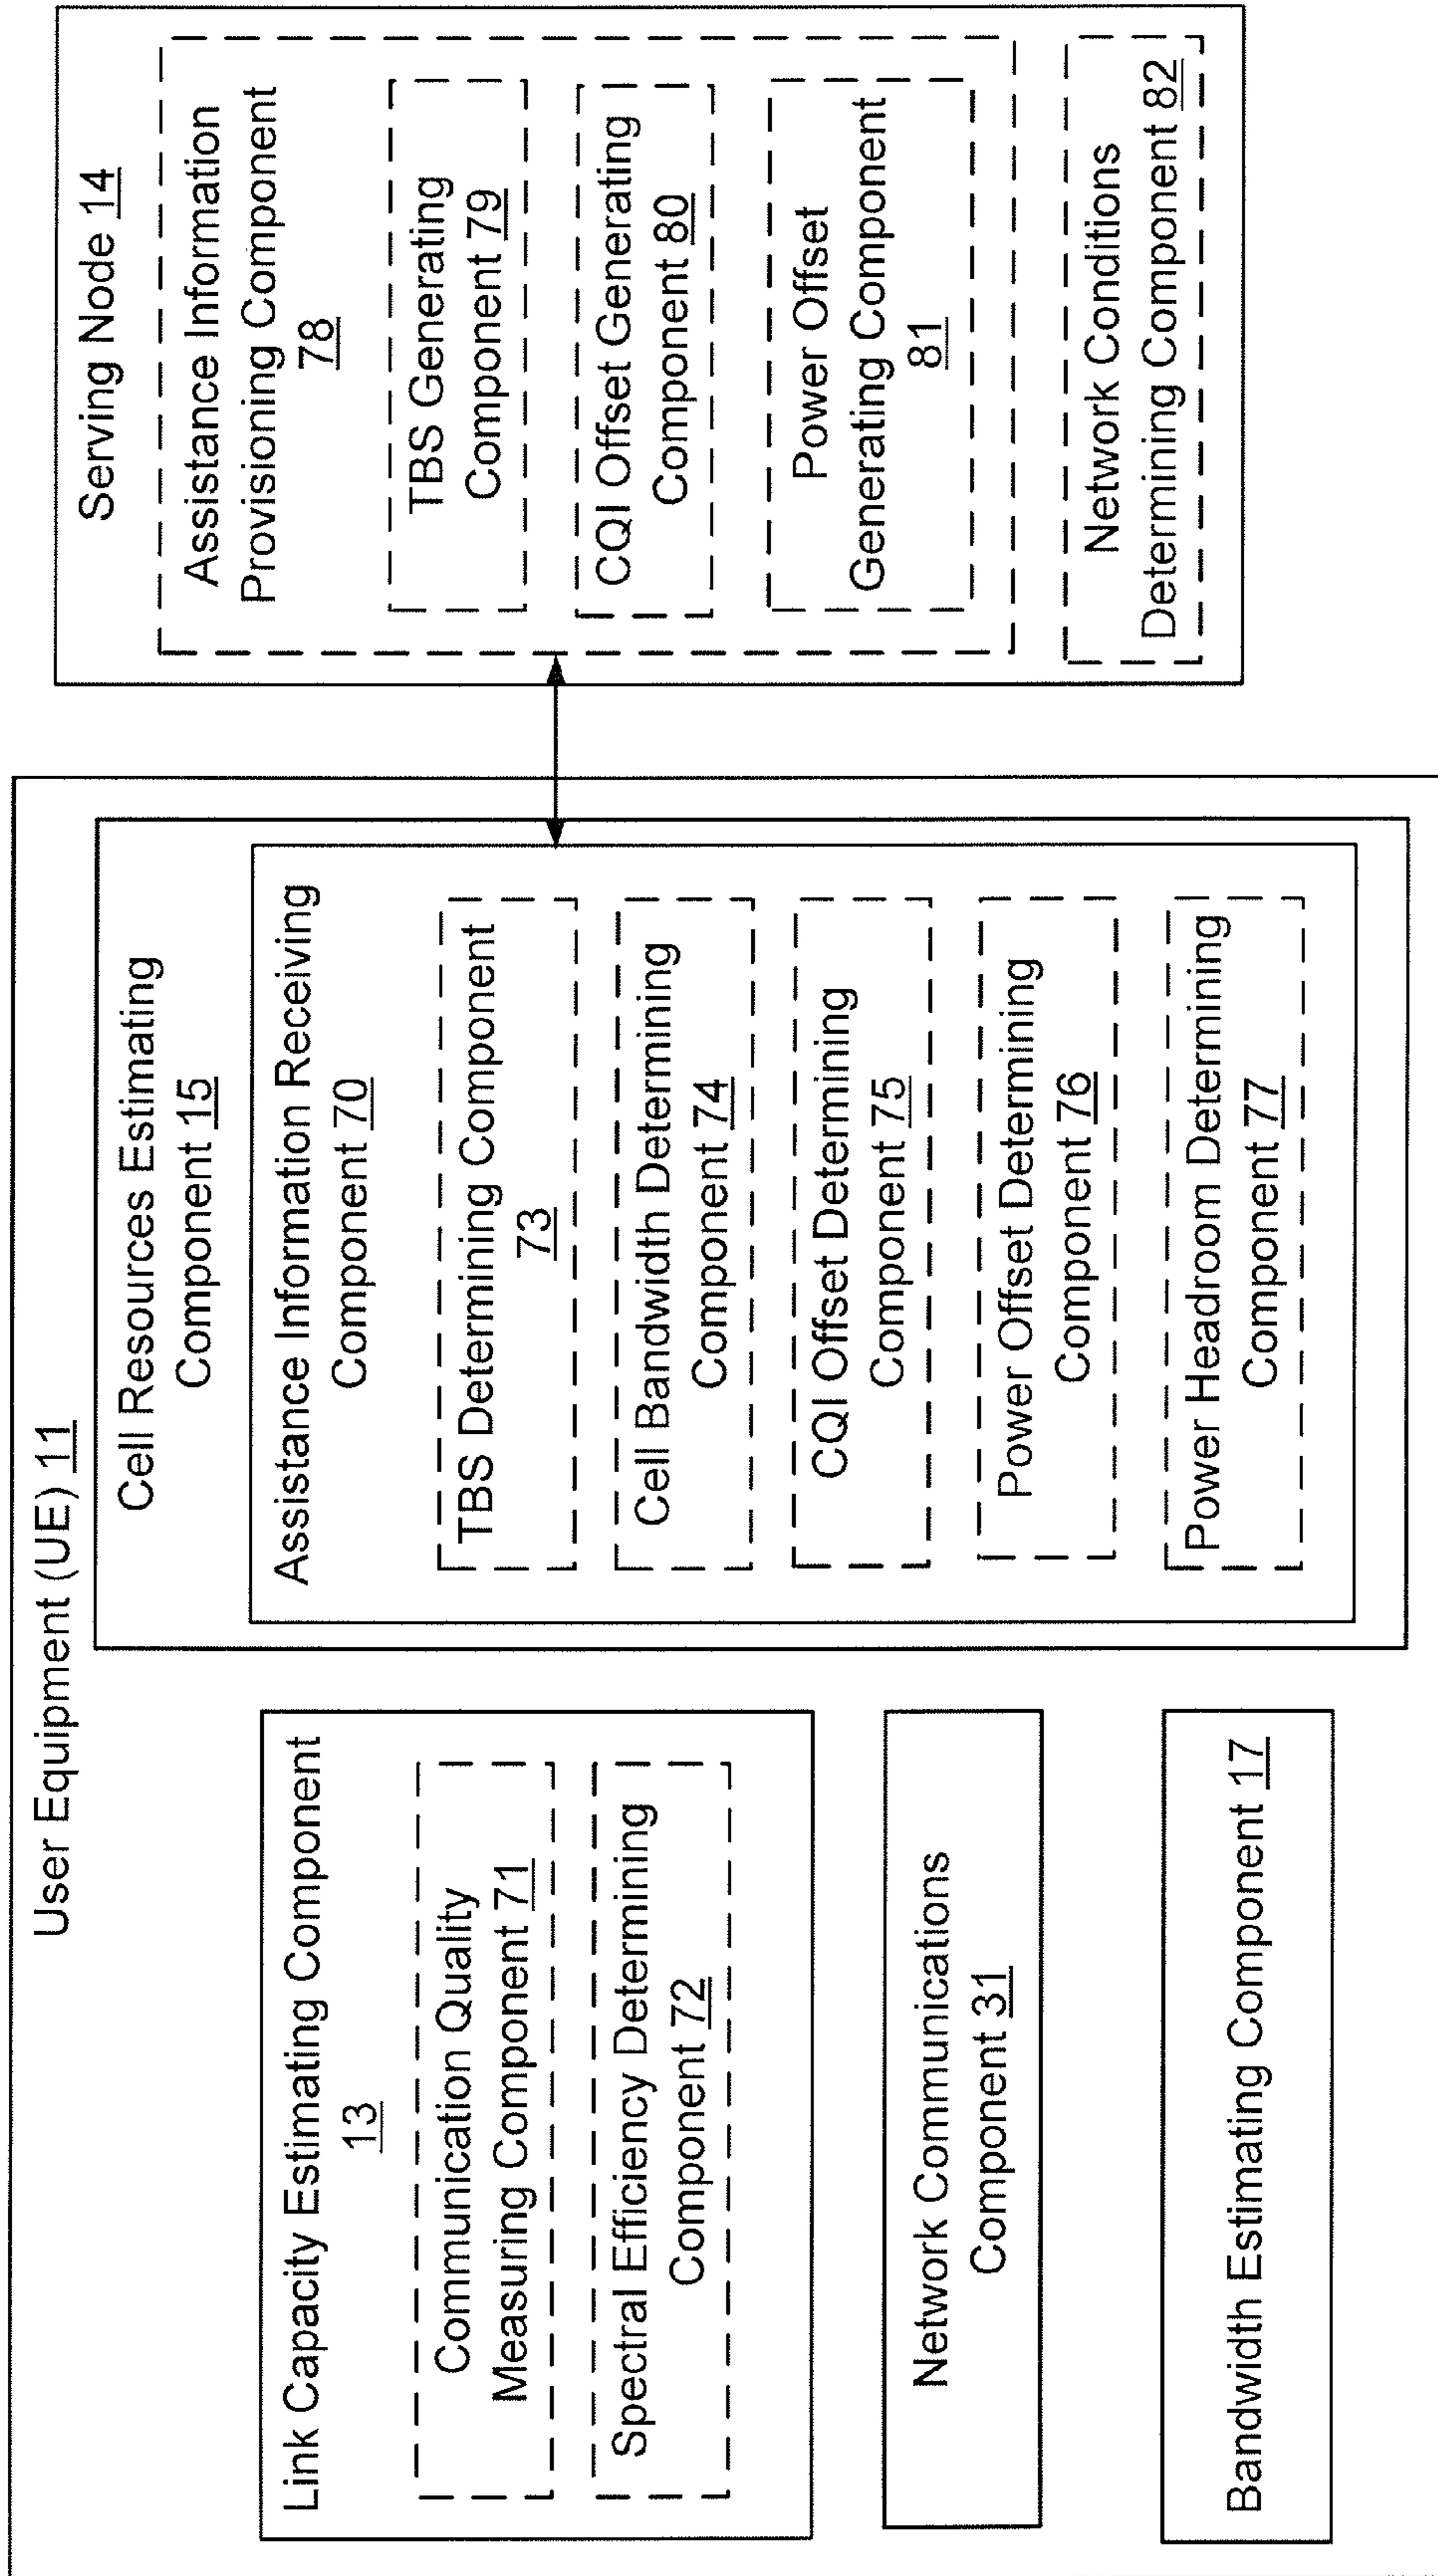 User Equipment (UE) 11
Link Capacity Estimating Component
13
Communication Quality
Measuring Component 71
Spectral Efficiency Determining
Component 72
Network Communications
Component 31
Bandwidth Estimating Component 17
Cell Resources Estimating
Component 15
Assistance Information Receiving
Component 70
TBS Determining Component
73
Cell Bandwidth Determining
Component 74
CQI Offset Determining
Component 75
Power Offset Determining
Component 76
Power Headroom Determining
Component 77
Serving Node 14
Assistance Information
Provisioning Component
78
TBS Generating
Component 79
CQI Offset Generating
Component 80
Power Offset
Generating Component
81
Network Conditions
Determining Component 82